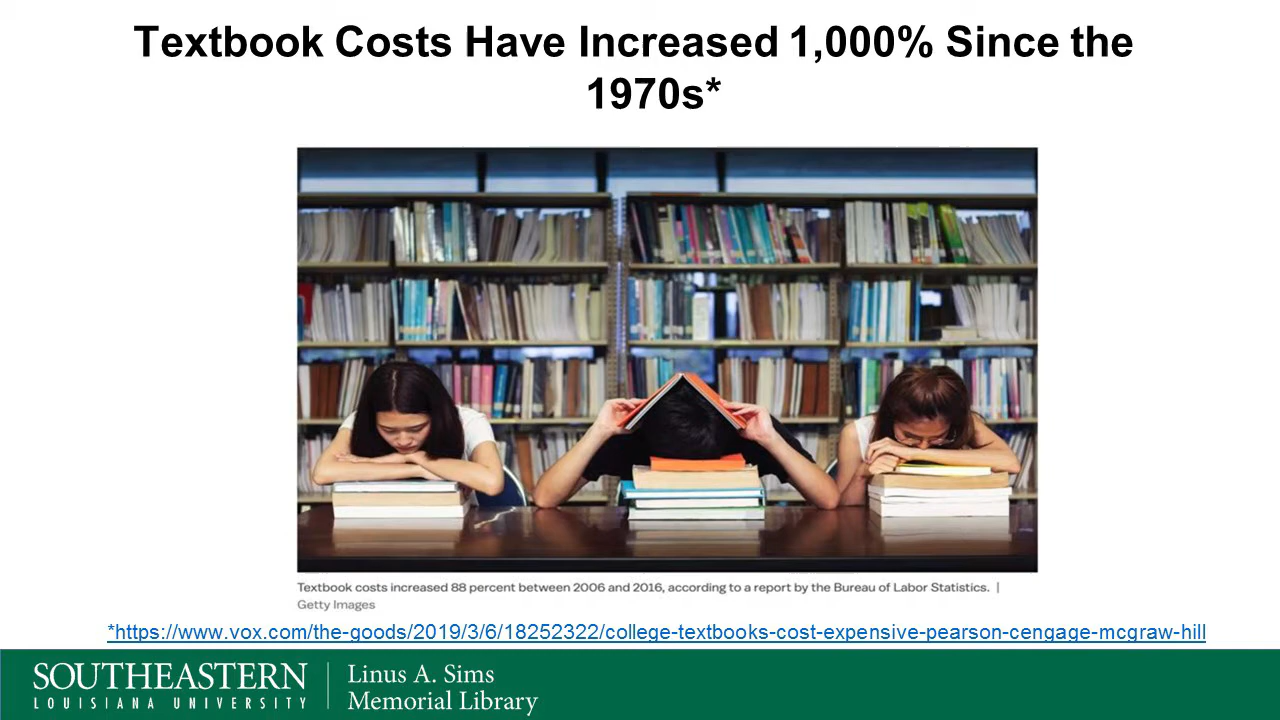 Textbook Costs Have Increased 1,000% Since the
1970s*
Textbook costs increased 88 percent between 2006 and 2016, according to a report by the Bureau of Labor Statistics. |
Getty Images
*https://www.vox.com/the-goods/2019/3/6/18252322/college-textbooks-cost-expensive-pearson-cengage-mcgraw-hill
SOUTHEASTERN
LOUISIANA UNIVERSITY
Linus A. Sims
Memorial Library